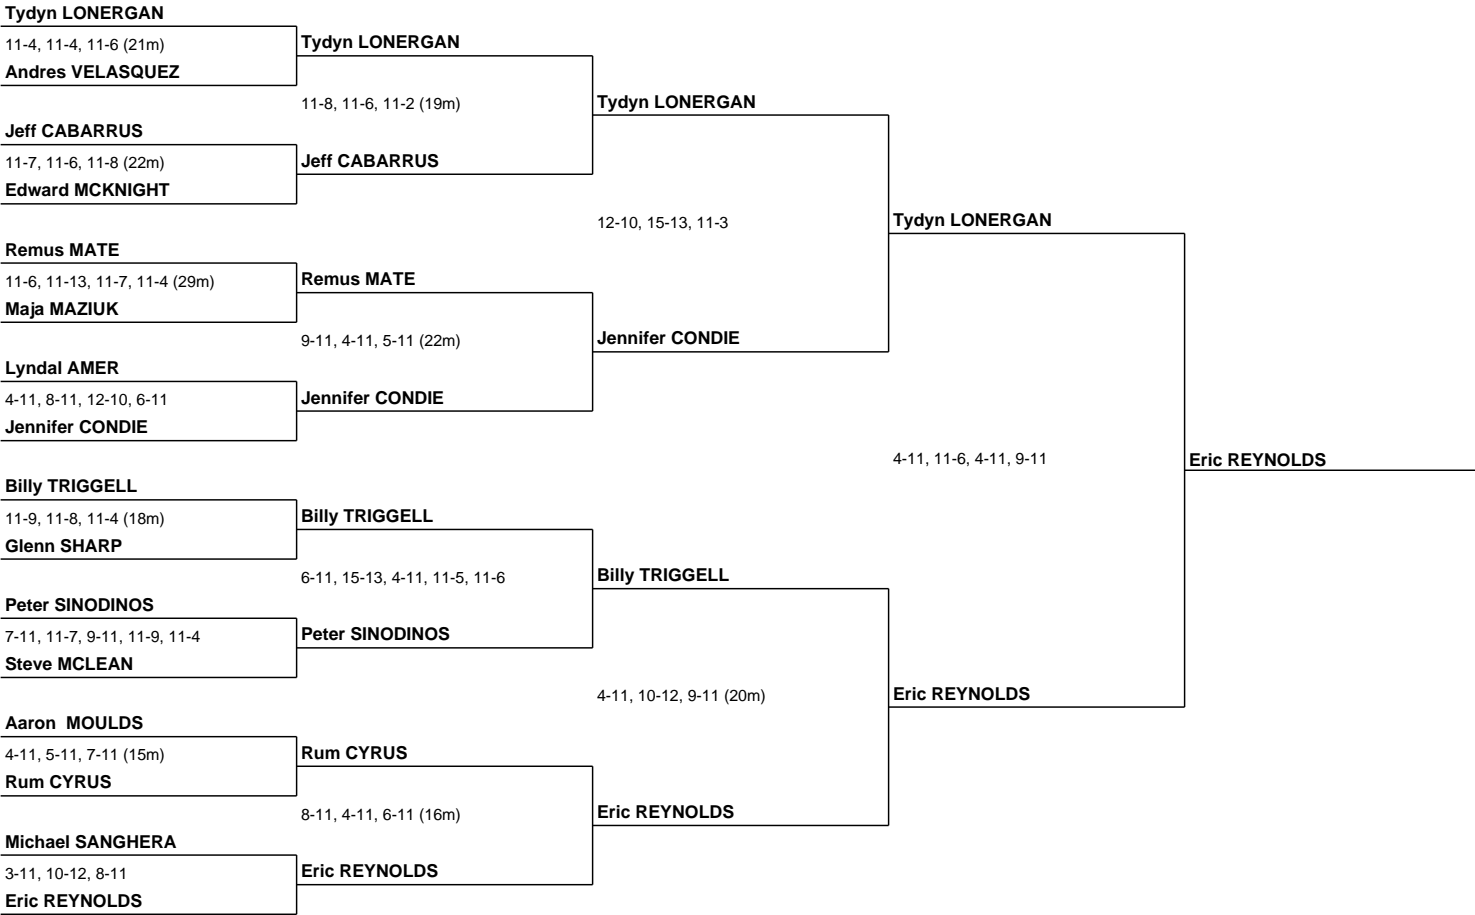 Tydyn LONERGAN
11-4, 11-4, 11-6 (21m)
Andres VELASQUEZ
Jeff CABARRUS
11-7, 11-6, 11-8 (22m)
Edward MCKNIGHT
Remus MATE
11-6, 11-13, 11-7, 11-4 (29m)
Maja MAZIUK
Lyndal AMER
4-11, 8-11, 12-10, 6-11
Jennifer CONDIE
Billy TRIGGELL
11-9, 11-8, 11-4 (18m)
Glenn SHARP
Peter SINODINOS
7-11, 11-7, 9-11, 11-9, 11-4
Steve MCLEAN
Aaron  MOULDS
4-11, 5-11, 7-11 (15m)
Rum CYRUS
Michael SANGHERA
3-11, 10-12, 8-11
Eric REYNOLDS
Tydyn LONERGAN
11-8, 11-6, 11-2 (19m)
Jeff CABARRUS
Remus MATE
9-11, 4-11, 5-11 (22m)
Jennifer CONDIE
Billy TRIGGELL
6-11, 15-13, 4-11, 11-5, 11-6
Peter SINODINOS
Rum CYRUS
8-11, 4-11, 6-11 (16m)
Eric REYNOLDS
Tydyn LONERGAN
12-10, 15-13, 11-3
Jennifer CONDIE
Billy TRIGGELL
4-11, 10-12, 9-11 (20m)
Eric REYNOLDS
Tydyn LONERGAN
4-11, 11-6, 4-11, 9-11
Eric REYNOLDS
Eric REYNOLDS